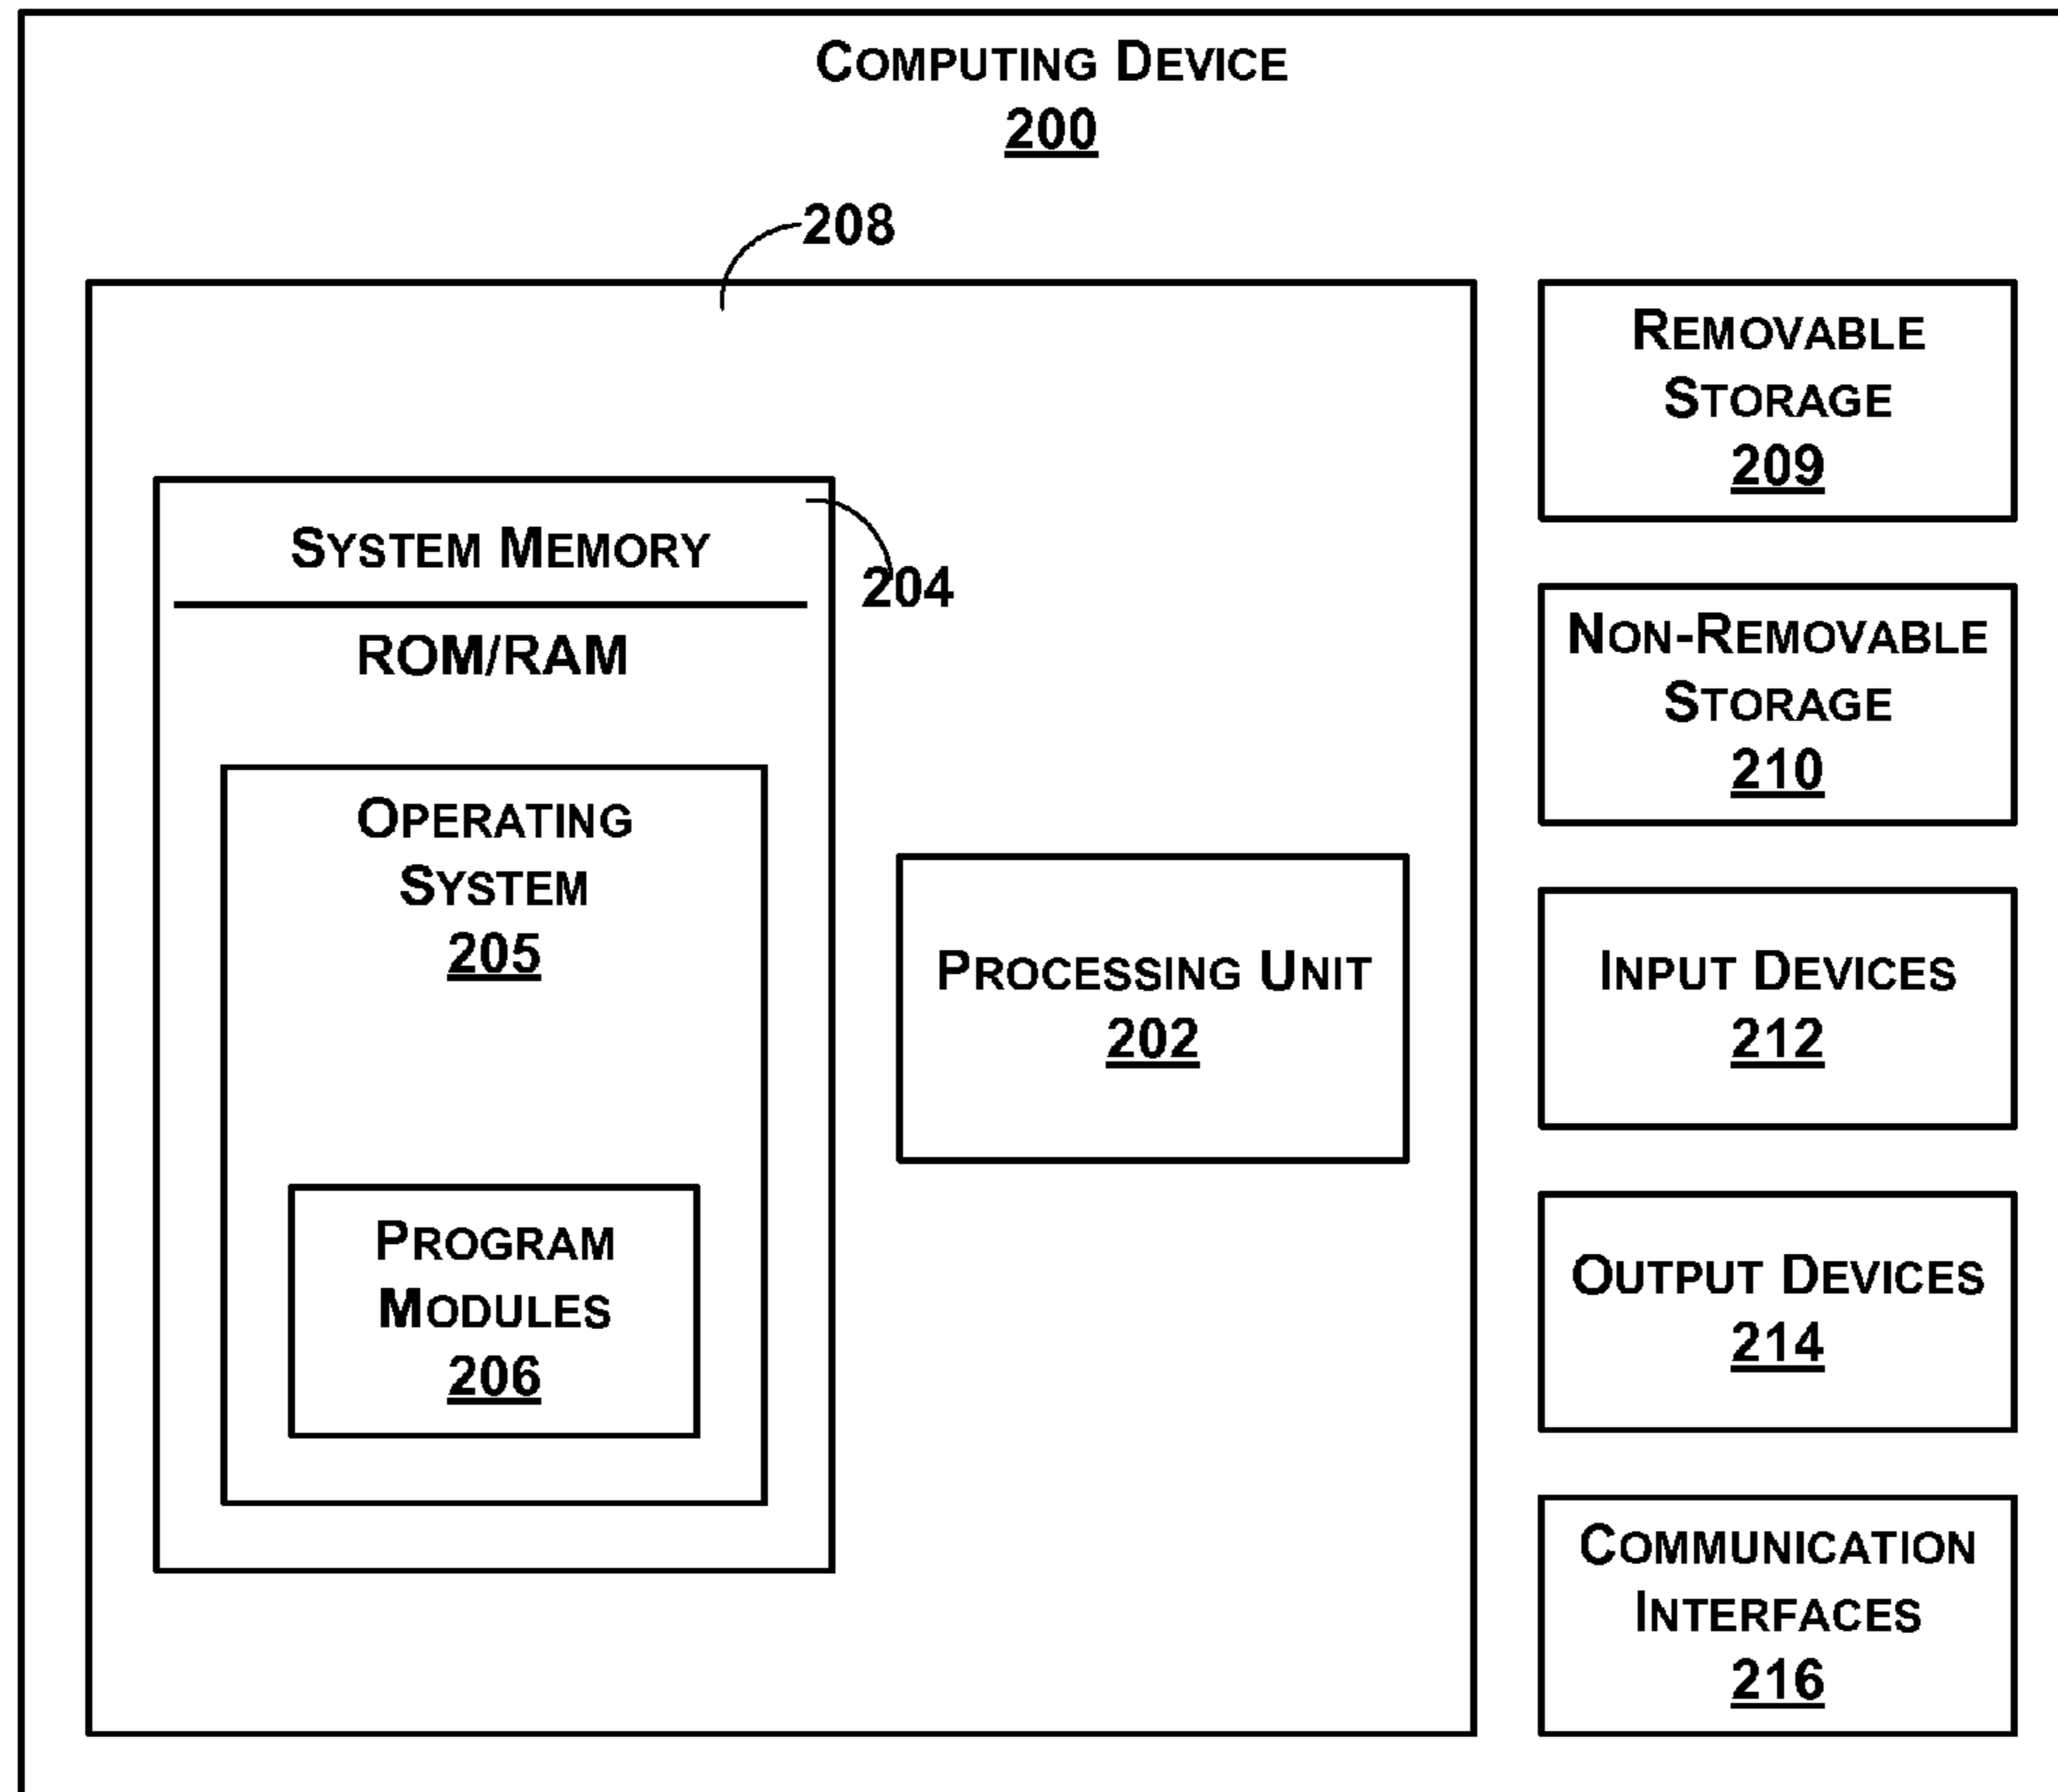 COMPUTING DEVICE
200
208
SYSTEM MEMORY
204
ROM/RAM
OPERATING
SYSTEM
205
PROGRAM
MODULES
206
PROCESSING UNIT
202
REMOVABLE
STORAGE
209
NON-REMOVABLE
STORAGE
210
INPUT DEVICES
212
OUTPUT DEVICES
214
COMMUNICATION
INTERFACES
216